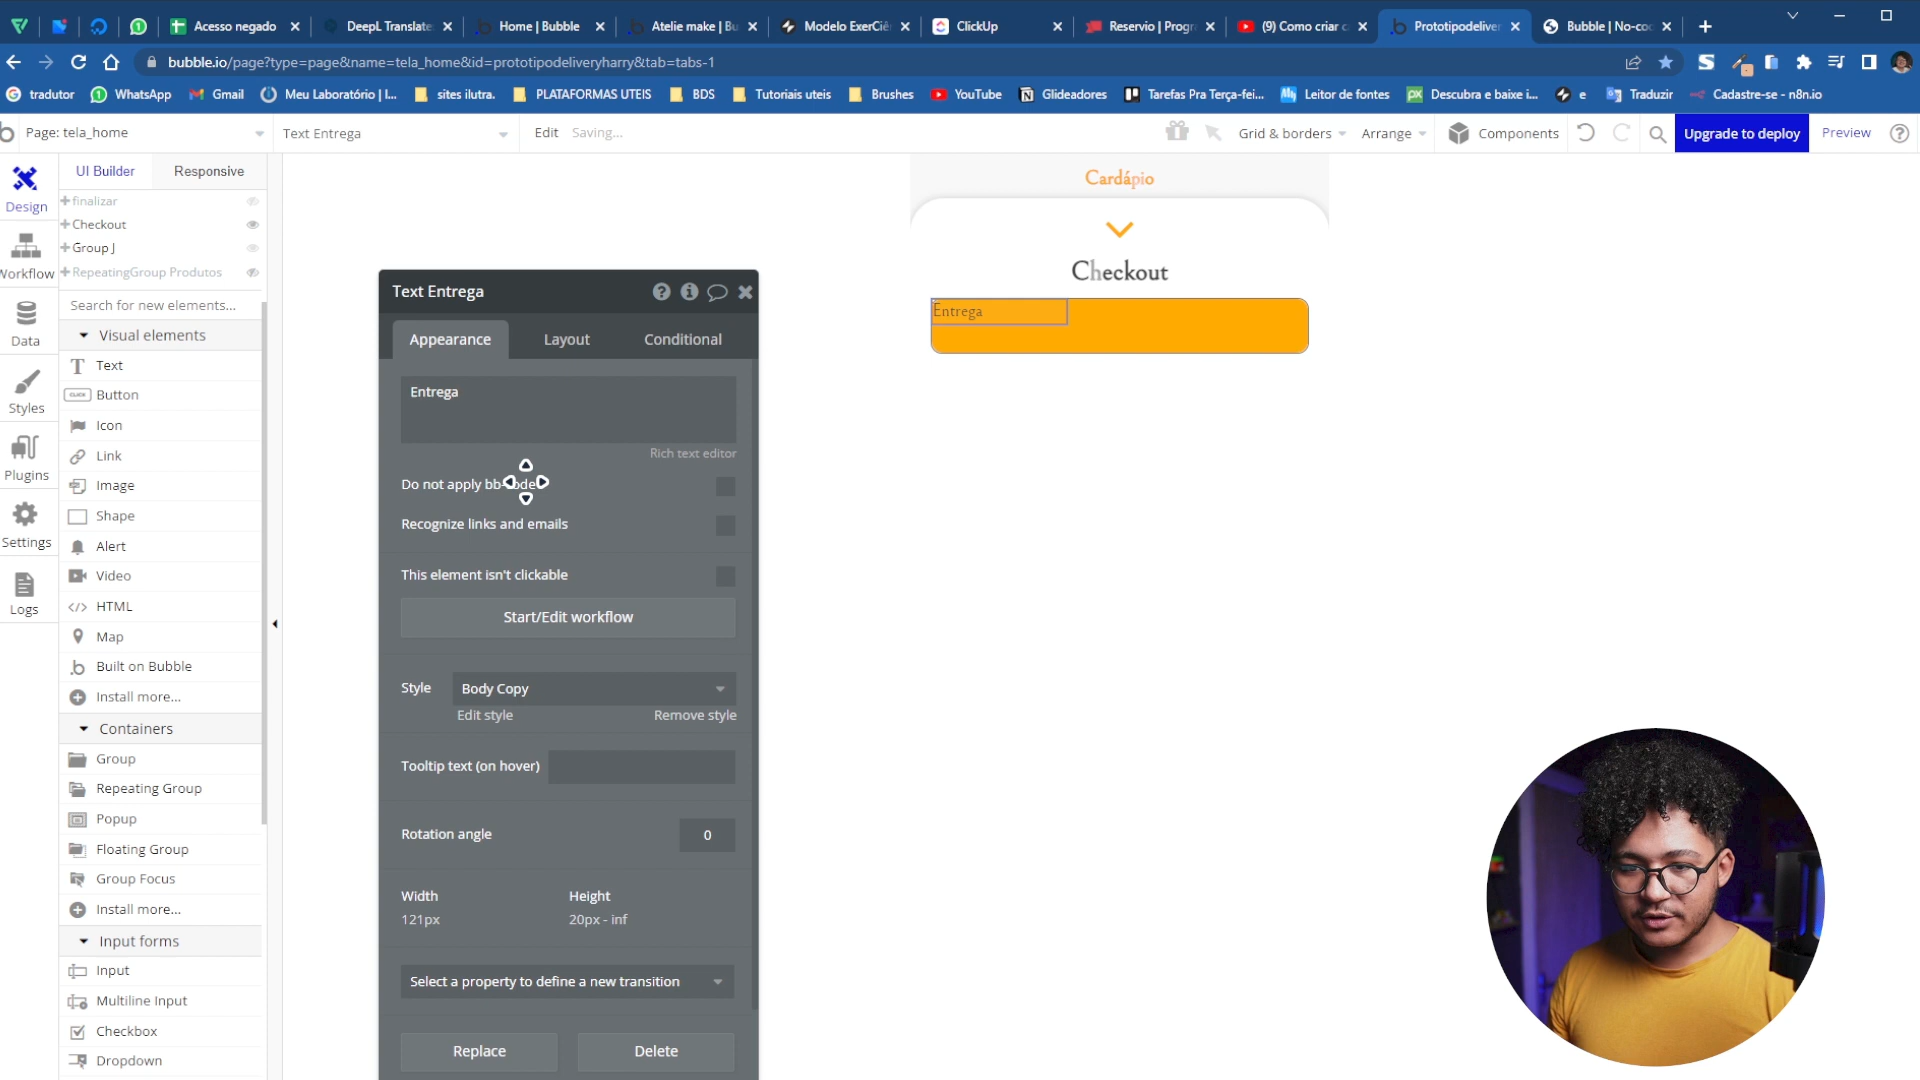 Acesso negado
DeepL Translate
Home | Bubble
Atelie make | Bu
Modelo ExerCiê
ClickUp
Reservio | Progr
(9) Como criar c
Prototipodeliver
Bubble | No-coc
bubble.io/page?type=page&name=tela_home&id=prototipodeliveryharry&tab=tabs-1
tradutor
WhatsApp
Gmail
Meu Laboratório | I...
sites ilutra.
PLATAFORMAS UTEIS
BDS
Tutoriais uteis
Brushes
YouTube
Glideadores
Tarefas Pra Terça-fei...
Leitor de fontes
Descubra e baixe i...
e
Traduzir
Cadastre-se - n8n.io
Page: tela_home
Text Entrega
Edit
Saving...
Grid & borders
Arrange
Components
Upgrade to deploy
Preview
Design
Workflow
Data
Styles
Plugins
Settings
Logs
UI Builder
Responsive
finalizar
Checkout
Group J
RepeatingGroup Produtos
Search for new elements...
Visual elements
Text
Button
Icon
Link
Image
Shape
Alert
Video
HTML
Map
Built on Bubble
Install more...
Containers
Group
Repeating Group
Popup
Floating Group
Group Focus
Install more...
Input forms
Input
Multiline Input
Checkbox
Dropdown
Text Entrega
Appearance
Layout
Conditional
Entrega
Rich text editor
Do not apply bb-code
Recognize links and emails
This element isn't clickable
Start/Edit workflow
Style
Body Copy
Edit style
Remove style
Tooltip text (on hover)
Rotation angle
0
Width
Height
121px
20px - inf
Select a property to define a new transition
Replace
Delete
Cardápio
Checkout
Entrega